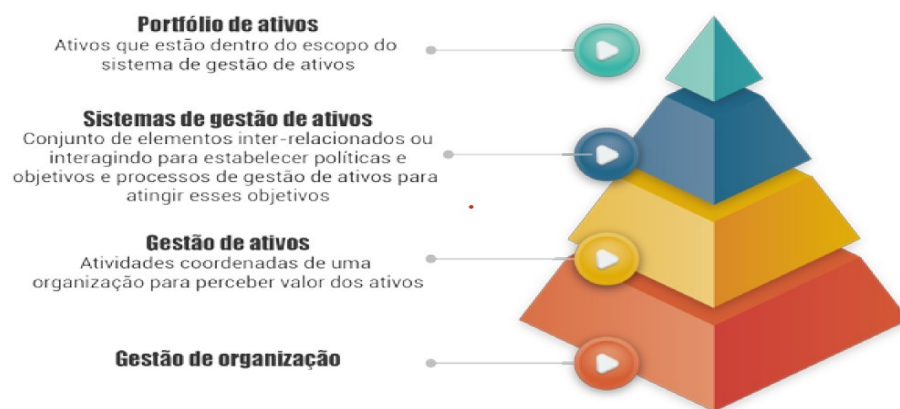 Portfólio de ativos
Ativos que estão dentro do escopo do
sistema de gestão de ativos
Sistemas de gestão de ativos
Conjunto de elementos inter-relacionados ou
interagindo para estabelecer políticas e
objetivos e processos de gestão de ativos para
atingir esses objetivos
Gestão de ativos
Atividades coordenadas de uma
organização para perceber valor dos ativos
Gestão de organização